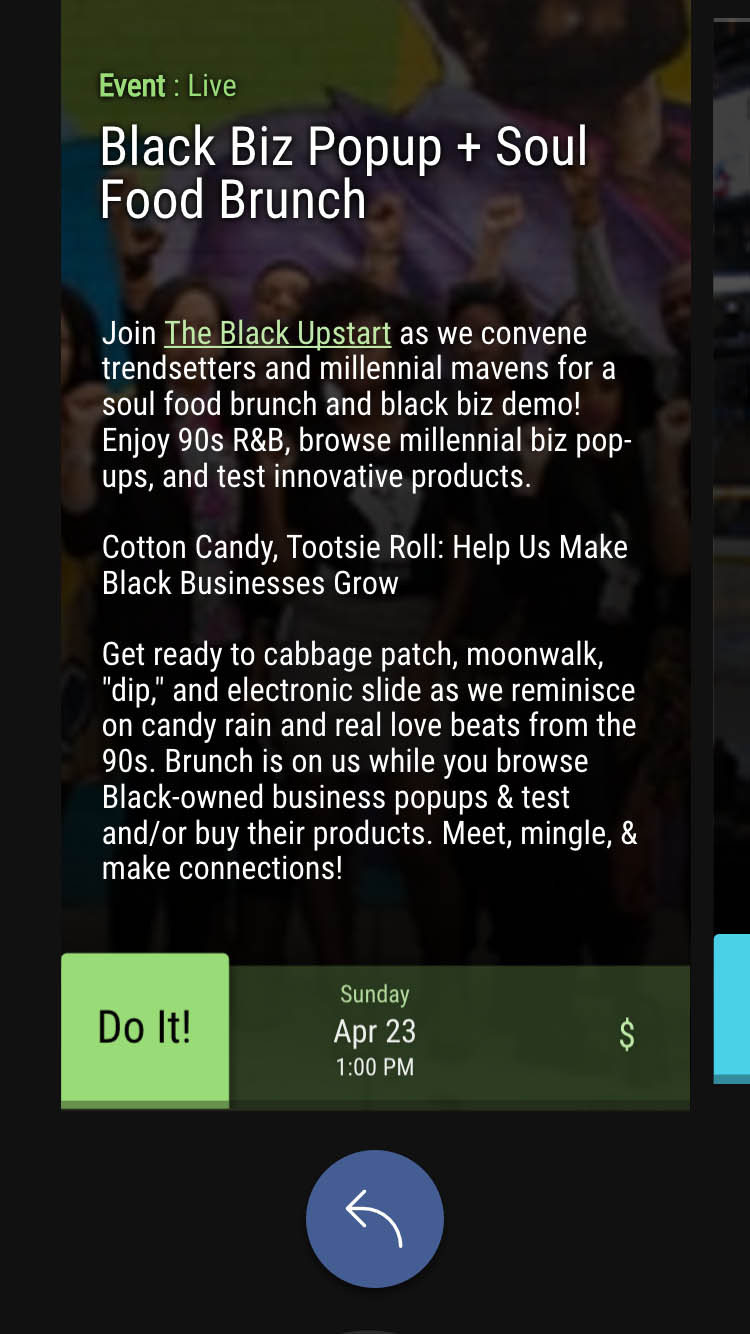 Event : Live
Black Biz Popup + Soul
Food Brunch
Join The Black Upstart as we convene
trendsetters and millennial mavens for a
soul food brunch and black biz demo!
Enjoy 90s R&B, browse millennial biz pop-
ups, and test innovative products.
Cotton Candy, Tootsie Roll: Help Us Make
Black Businesses Grow
Get ready to cabbage patch, moonwalk,
"dip," and electronic slide as we reminisce
on candy rain and real love beats from the
90s. Brunch is on us while you browse
Black-owned business popups & test
and/or buy their products. Meet, mingle, &
make connections!
Do It!
Sunday
Apr 23
1:00 PM
$